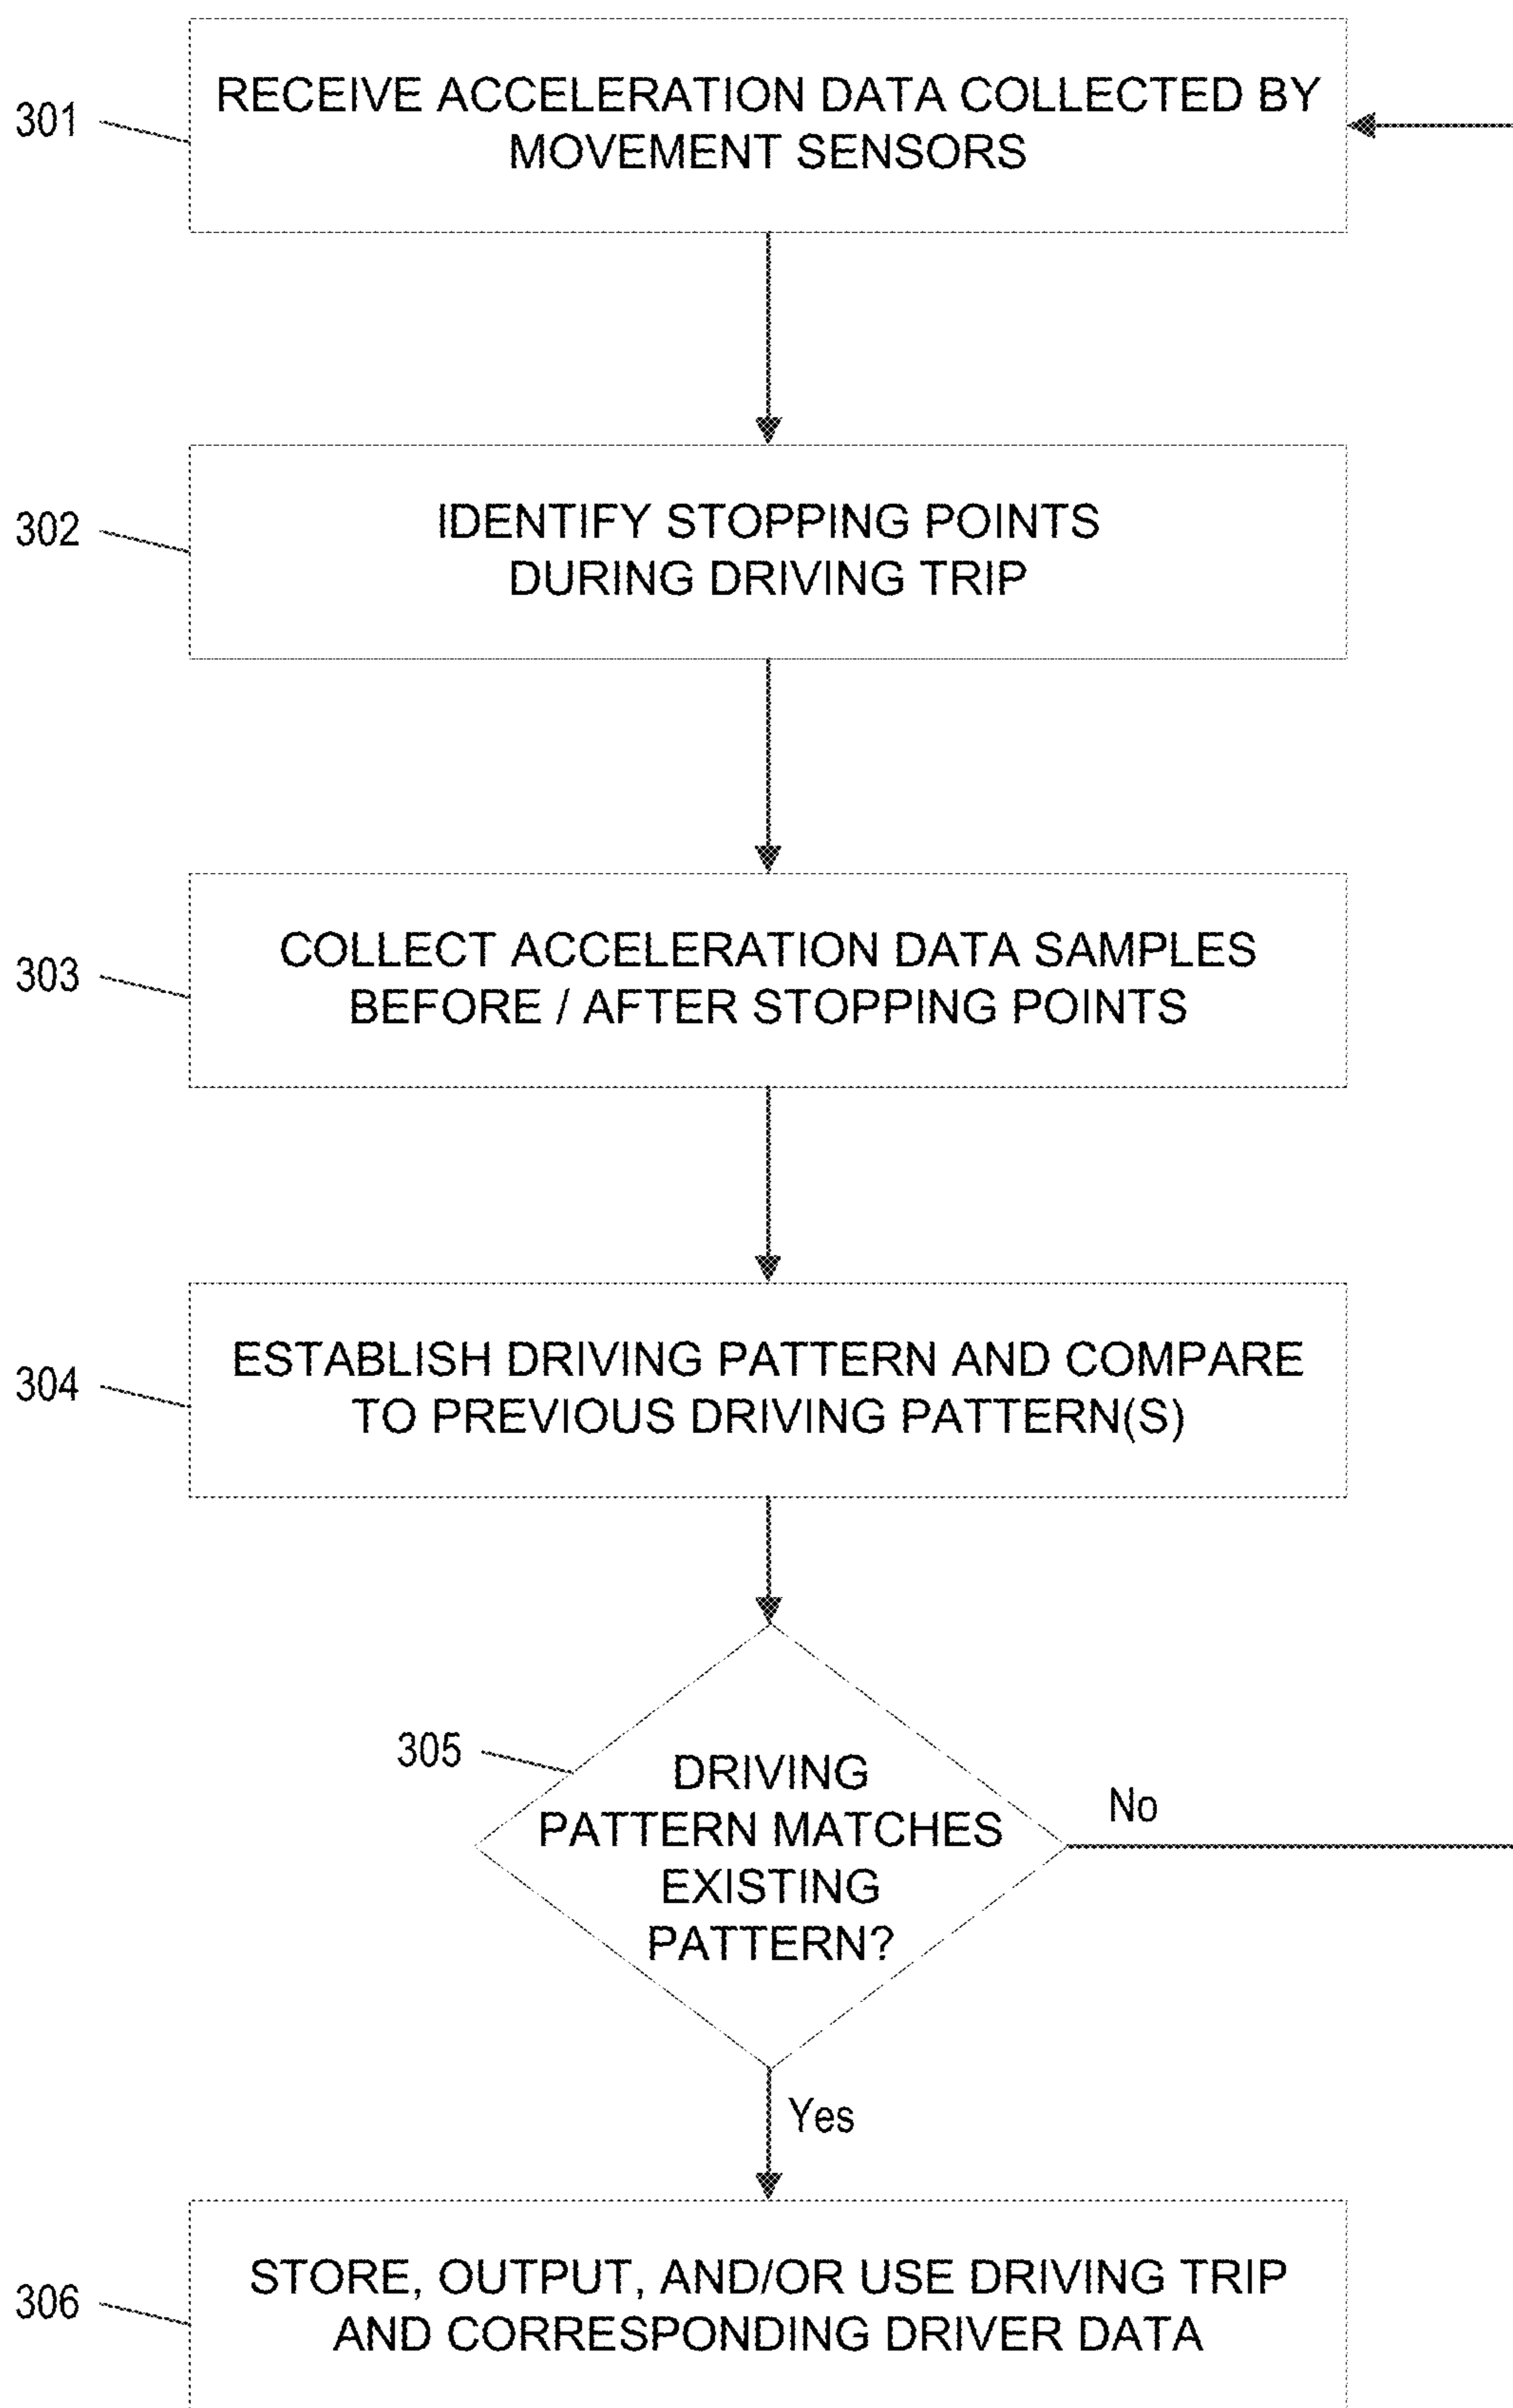 301
RECEIVE ACCELERATION DATA COLLECTED BY
MOVEMENT SENSORS
302
IDENTIFY STOPPING POINTS
DURING DRIVING TRIP
303
COLLECT ACCELERATION DATA SAMPLES
BEFORE / AFTER STOPPING POINTS
304
ESTABLISH DRIVING PATTERN AND COMPARE
TO PREVIOUS DRIVING PATTERN(S)
305
DRIVING
PATTERN MATCHES
EXISTING
PATTERN?
No
Yes
306
STORE, OUTPUT, AND/OR USE DRIVING TRIP
AND CORRESPONDING DRIVER DATA